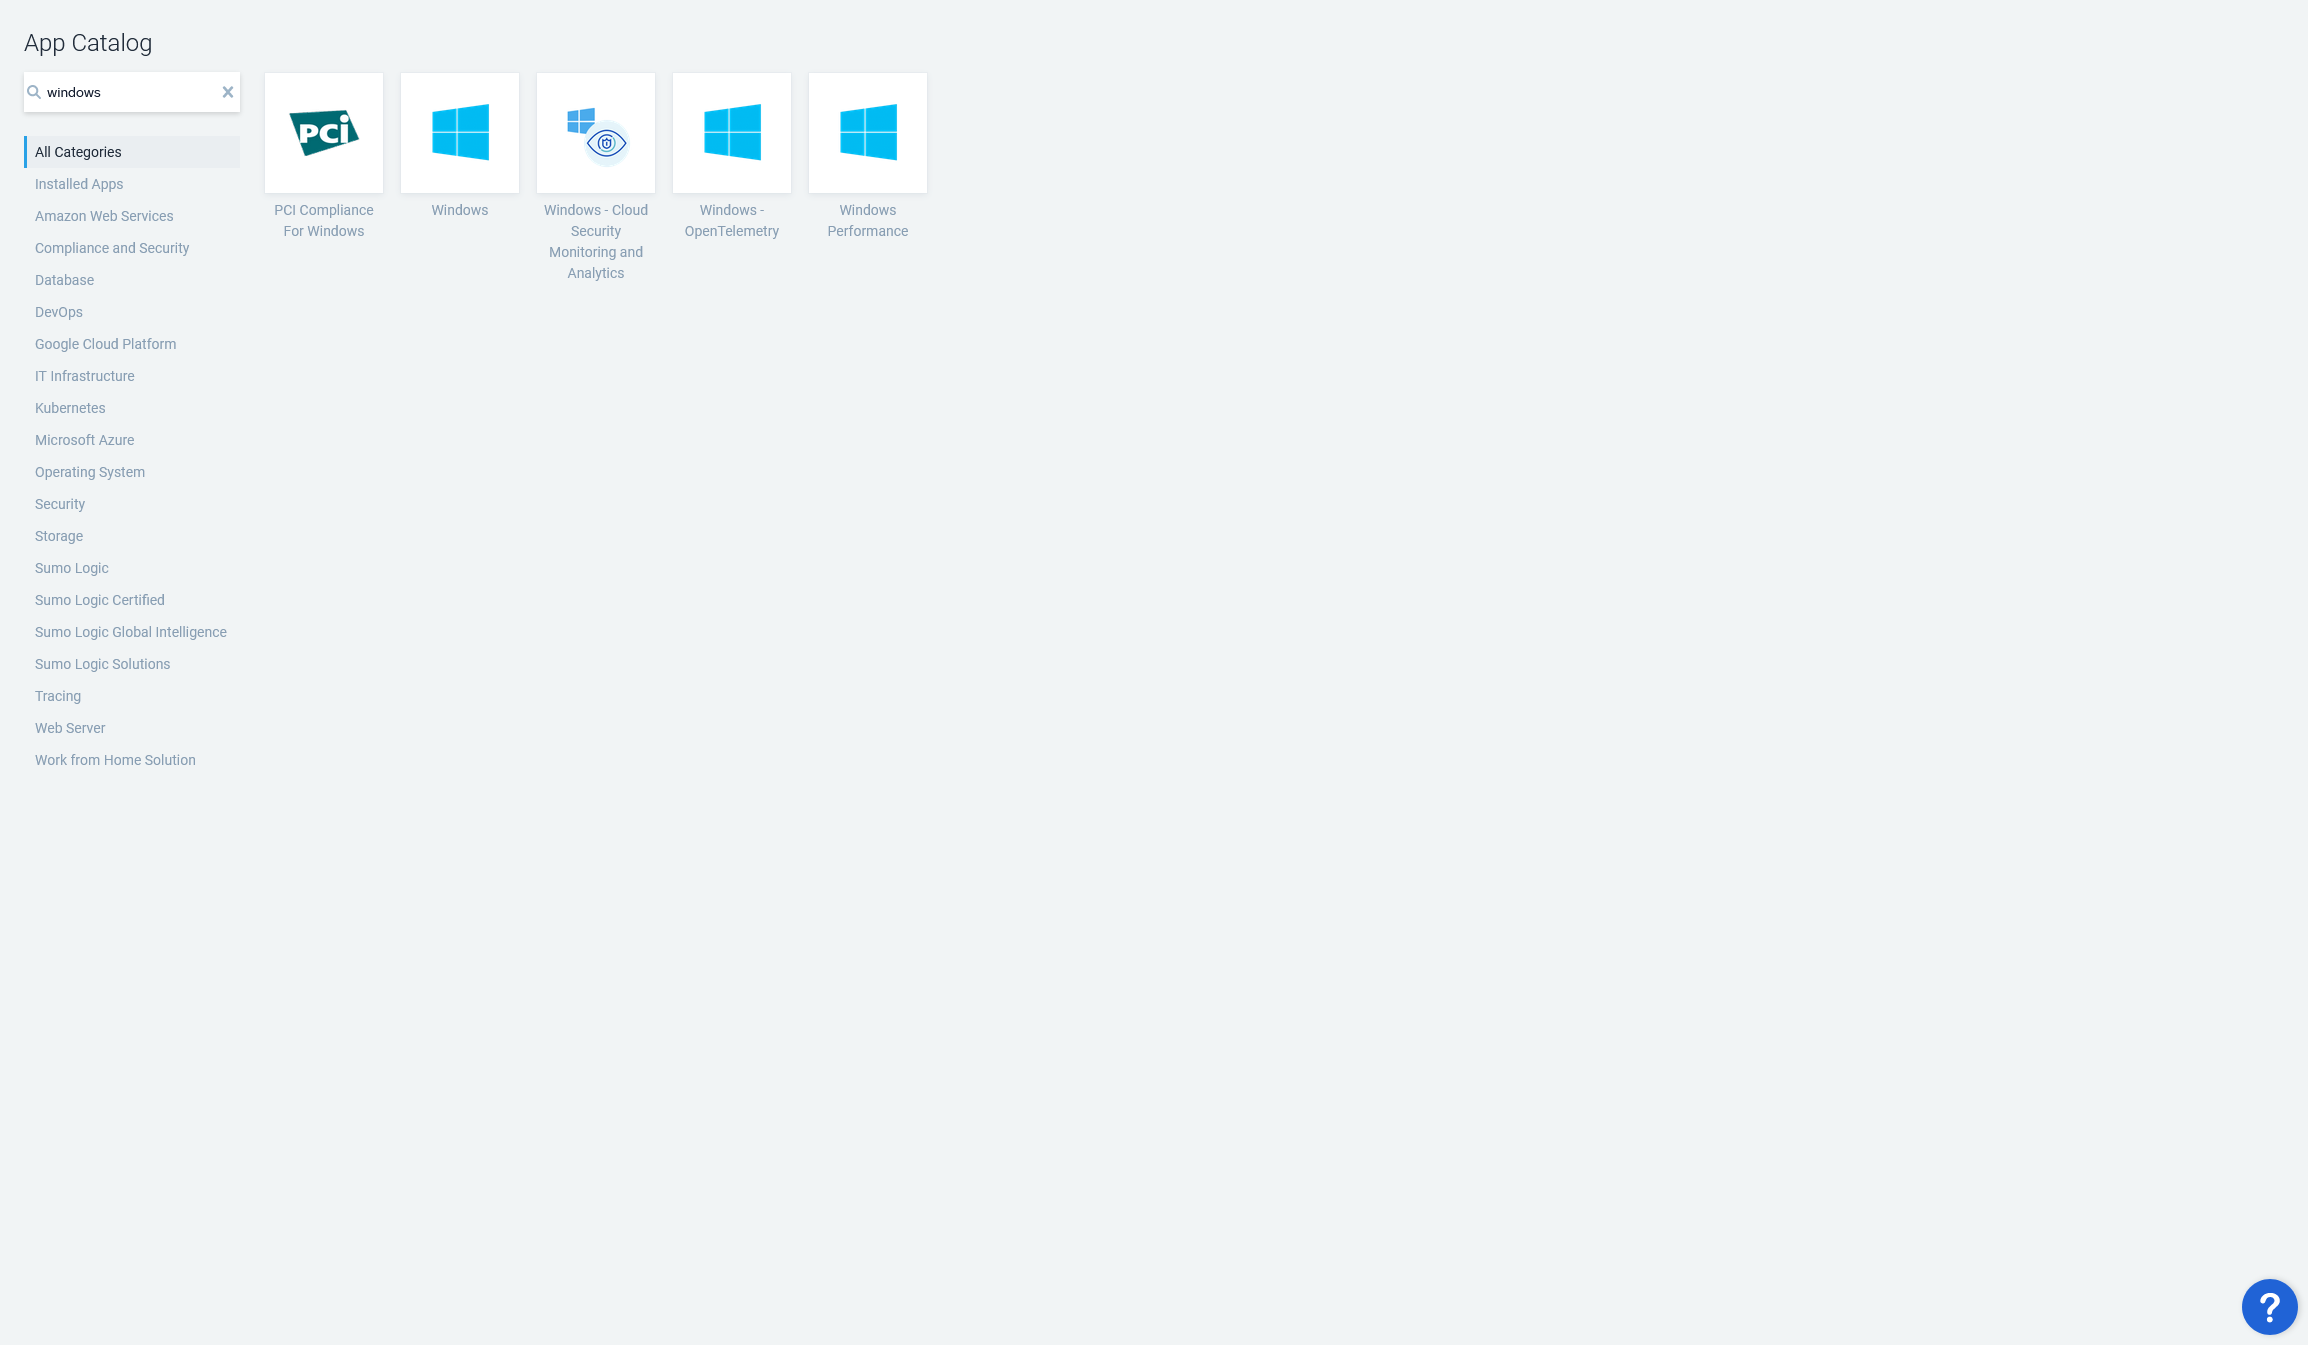 App Catalog
windows
All Categories
Installed Apps
Amazon Web Services
Compliance and Security
Database
DevOps
Google Cloud Platform
IT Infrastructure
Kubernetes
Microsoft Azure
Operating System
Security
Storage
Sumo Logic
Sumo Logic Certified
Sumo Logic Global Intelligence
Sumo Logic Solutions
Tracing
Web Server
Work from Home Solution
PCi
PCI Compliance
For Windows
Windows
Windows - Cloud
Security
Monitoring and
Analytics
Windows -
OpenTelemetry
Windows
Performance
?